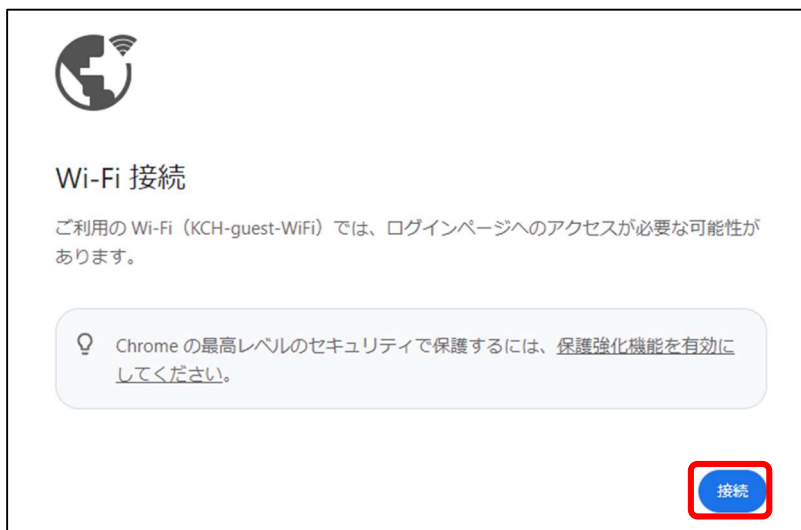 Wi-Fi 接続
ご利用の Wi-Fi（KCH-guest-WiFi）では、ログインページへのアクセスが必要な可能性が
あります。
Chrome の最高レベルのセキュリティで保護するには、保護強化機能を有効に
してください。
接続